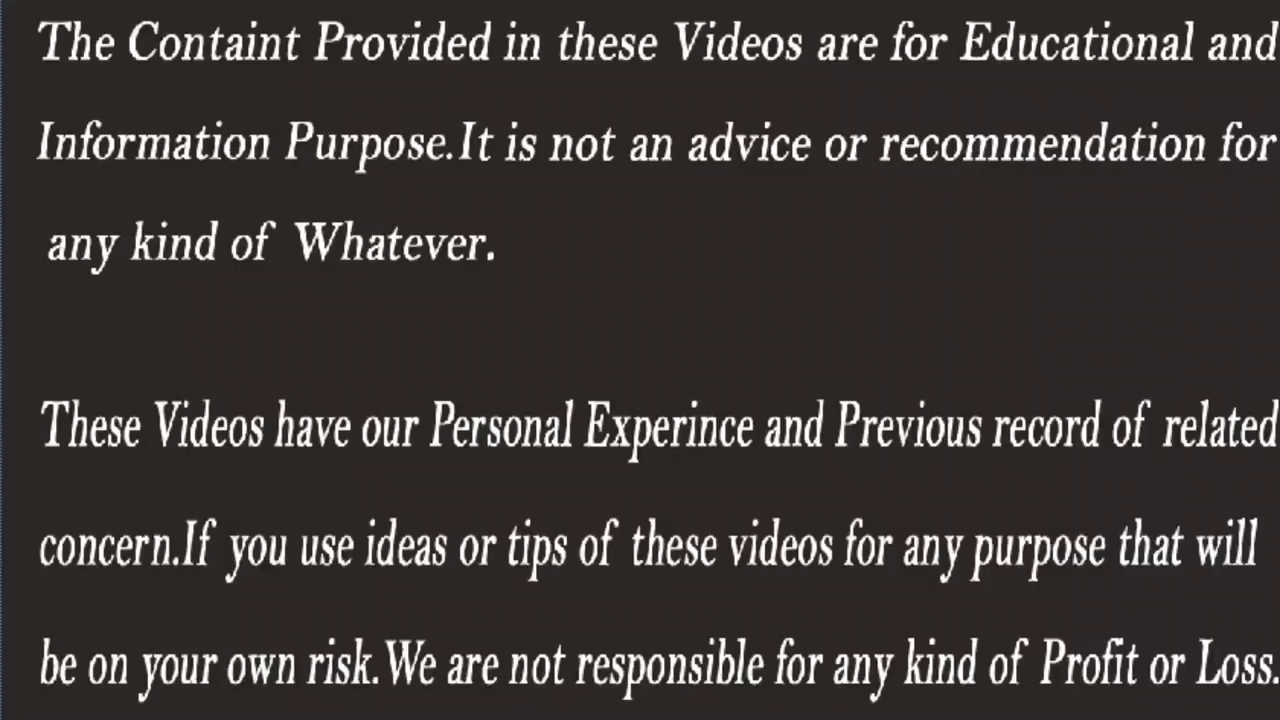 The Containt Provided in these Videos are for Educational and
Information Purpose.It is not an advice or recommendation for
any kind of Whatever.
These Videos have our Personal Experince and Previous record of related
concern.If you use ideas or tips of these videos for any purpose that will
be on your own risk.We are not responsible for any kind of Profit or Loss.